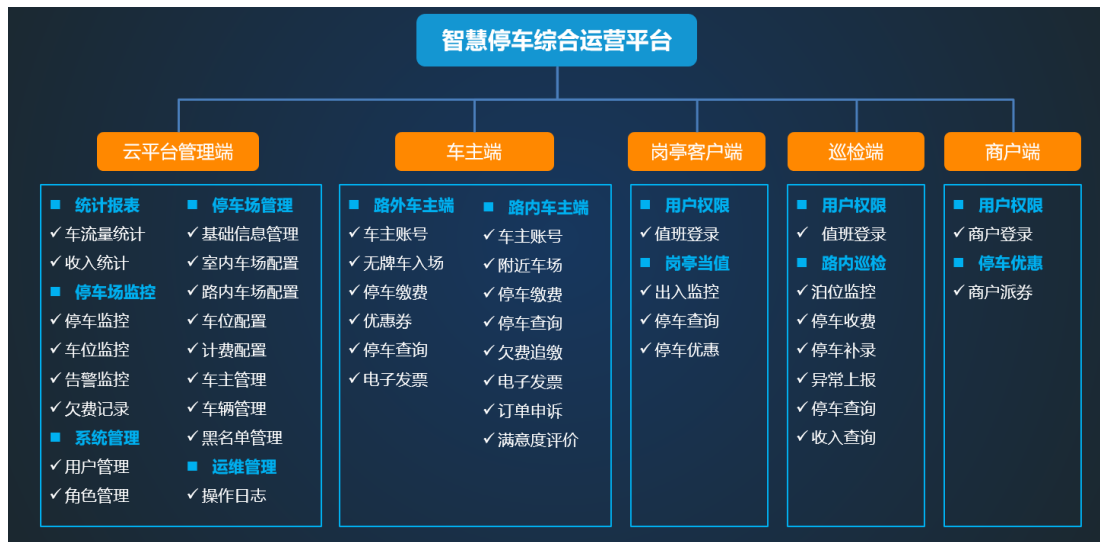 智慧停车综合运营平台
云平台管理端
车主端
岗亭客户端
巡检端
商户端
统计报表
车流量统计
收入统计
停车场监控
停车监控
车位监控
告警监控
欠费记录
系统管理
用户管理
角色管理
停车场管理
基础信息管理
室内车场配置
路内车场配置
车位配置
计费配置
车主管理
车辆管理
黑名单管理
运维管理
操作日志
路外车主端
车主账号
无牌车入场
停车缴费
优惠券
停车查询
电子发票
路内车主端
车主账号
附近车场
停车缴费
停车查询
欠费追缴
电子发票
订单申诉
满意度评价
用户权限
值班登录
岗亭当值
出入监控
停车查询
停车优惠
用户权限
值班登录
路内巡检
泊位监控
停车收费
停车补录
异常上报
停车查询
收入查询
用户权限
商户登录
停车优惠
商户派券